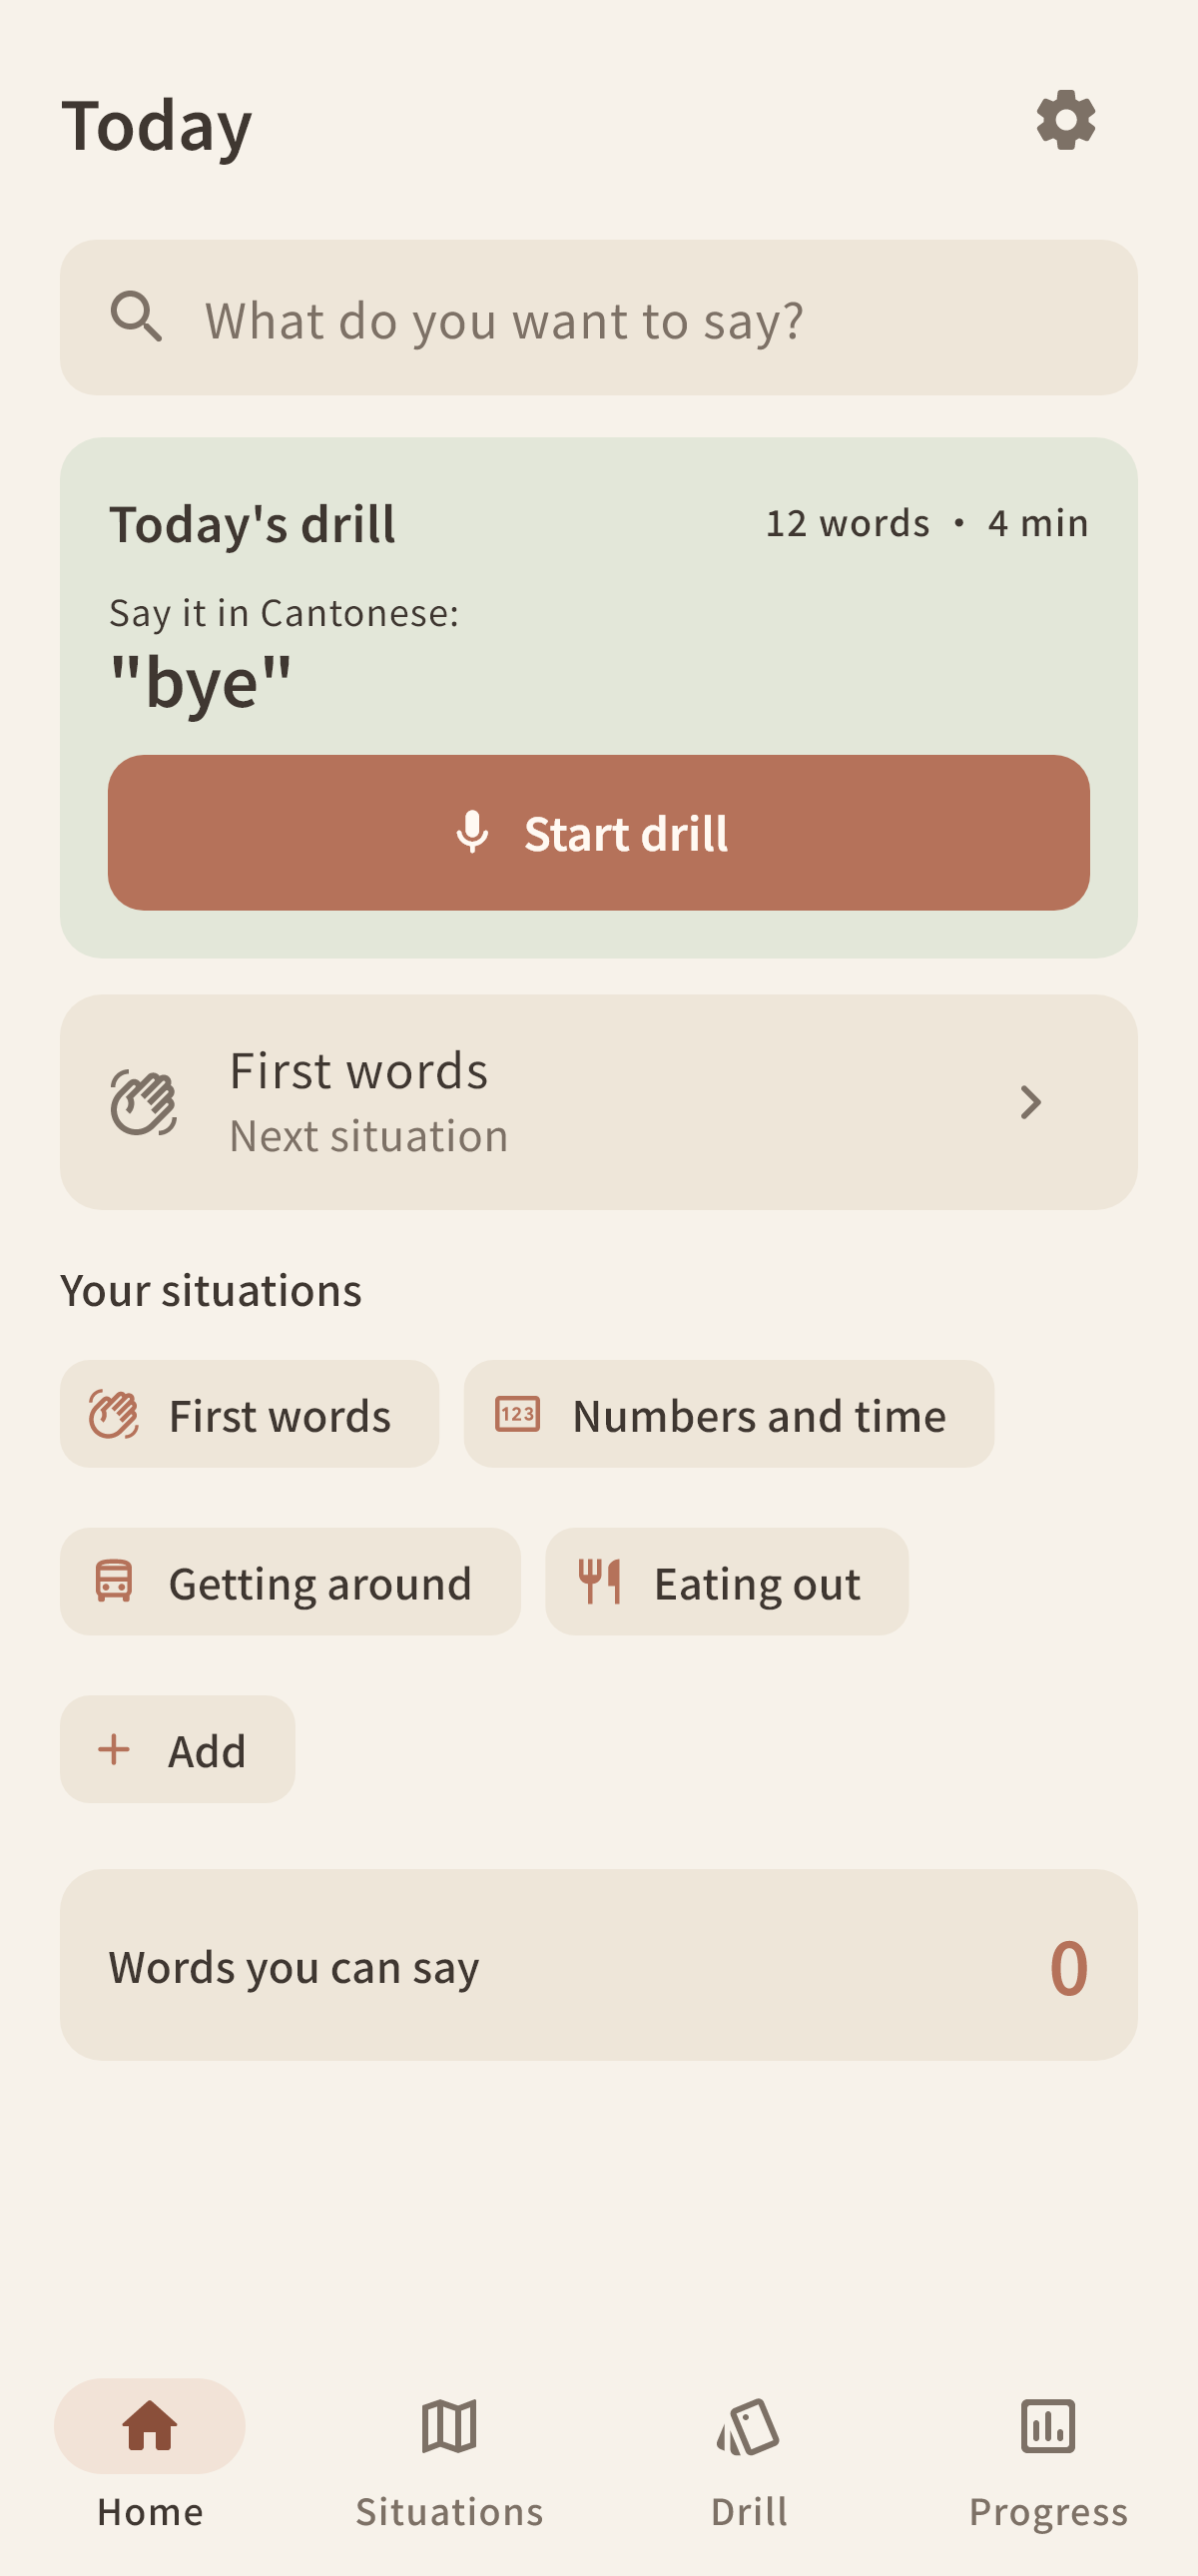 Today
What do you want to say?
Today's drill
12 words • 4 min
Say it in Cantonese:
"bye"
Start drill
First words
Next situation
Your situations
First words
123 Numbers and time
Getting around
Eating out
+ Add
Words you can say
0
Home
Situations
Drill
Progress